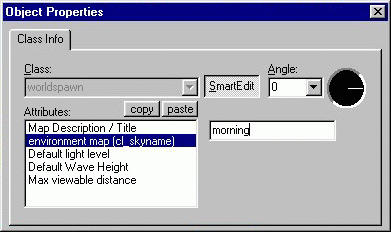 Object Properties
Class Info
Class:
worldspawn
SmartEdit
Angle:
0
Attributes:
copy
paste
Map Description / Title
environment map (cl_skyname)
Default light level
Default Wave Height
Max viewable distance
morning